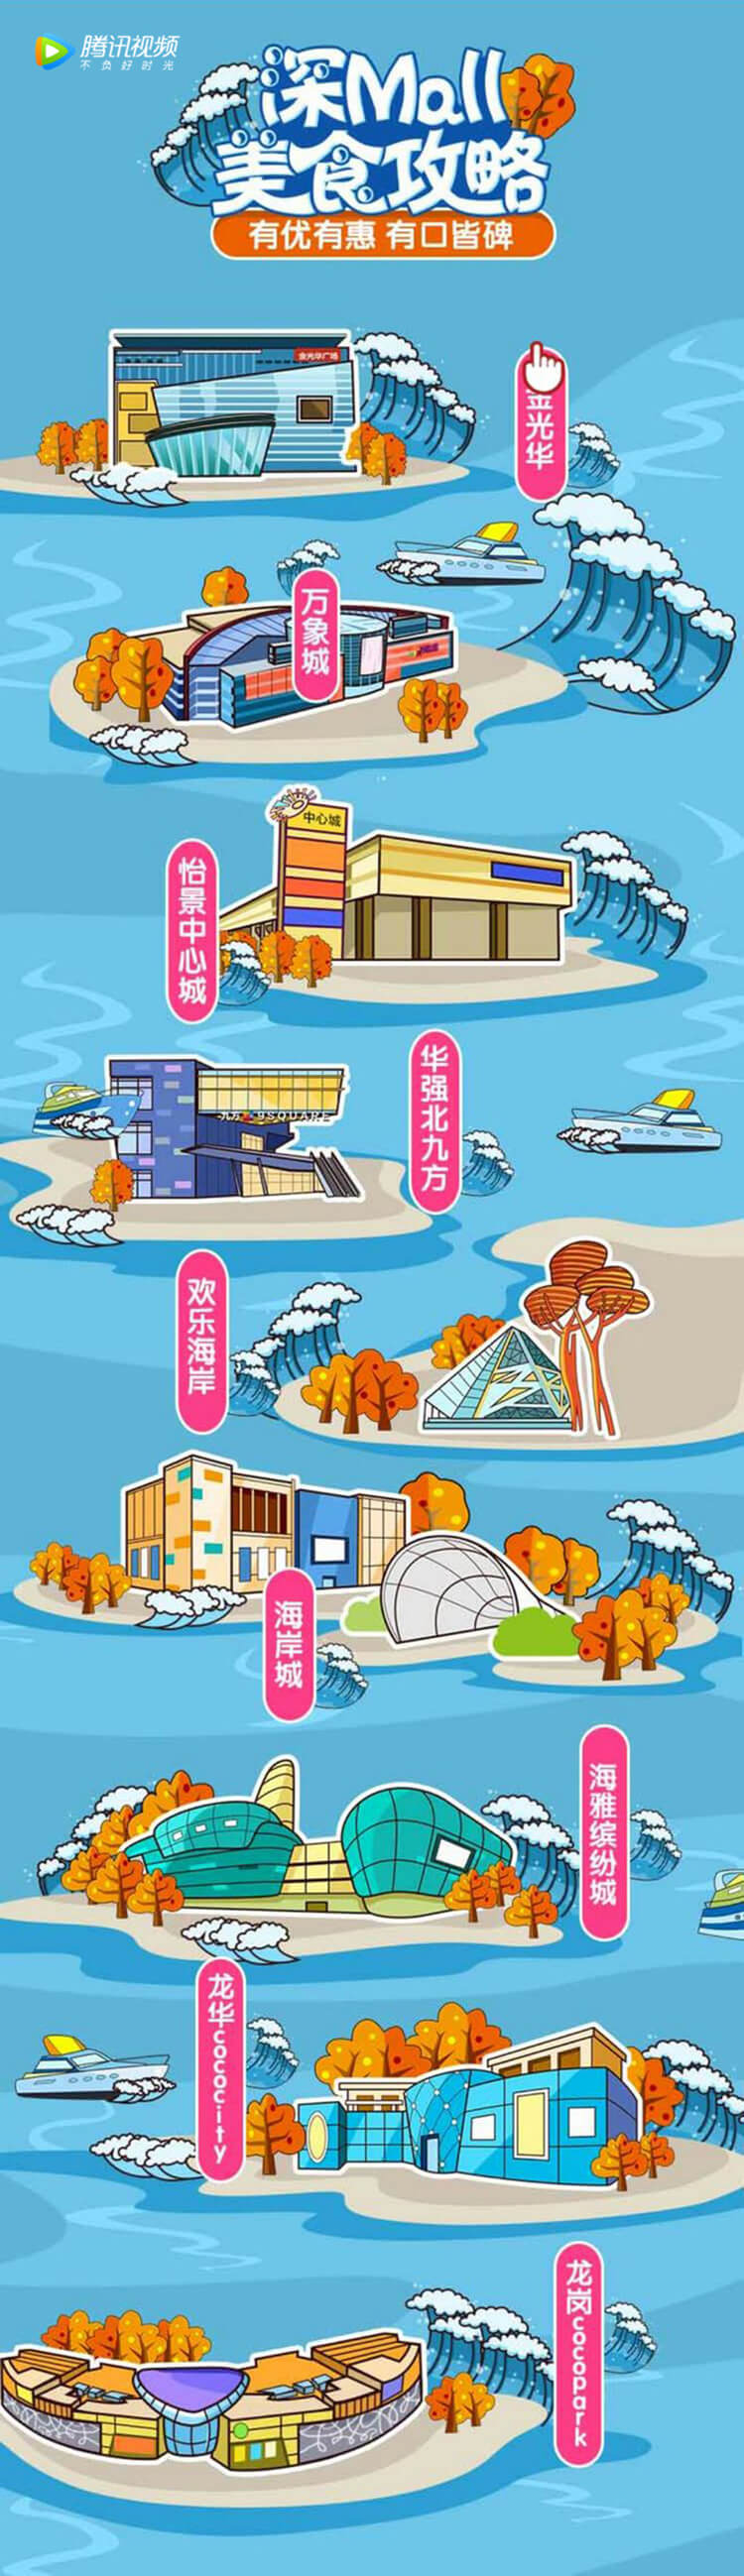 腾讯视频
不负好时光
深Mall
美食攻略
有优有惠 有口皆碑
金光华广场
金光华
万象城
中心城
怡景中心城
九方 9SQUARE
华强北九方
欢乐海岸
海岸城
海雅缤纷城
龙华cococity
龙岗cocopark